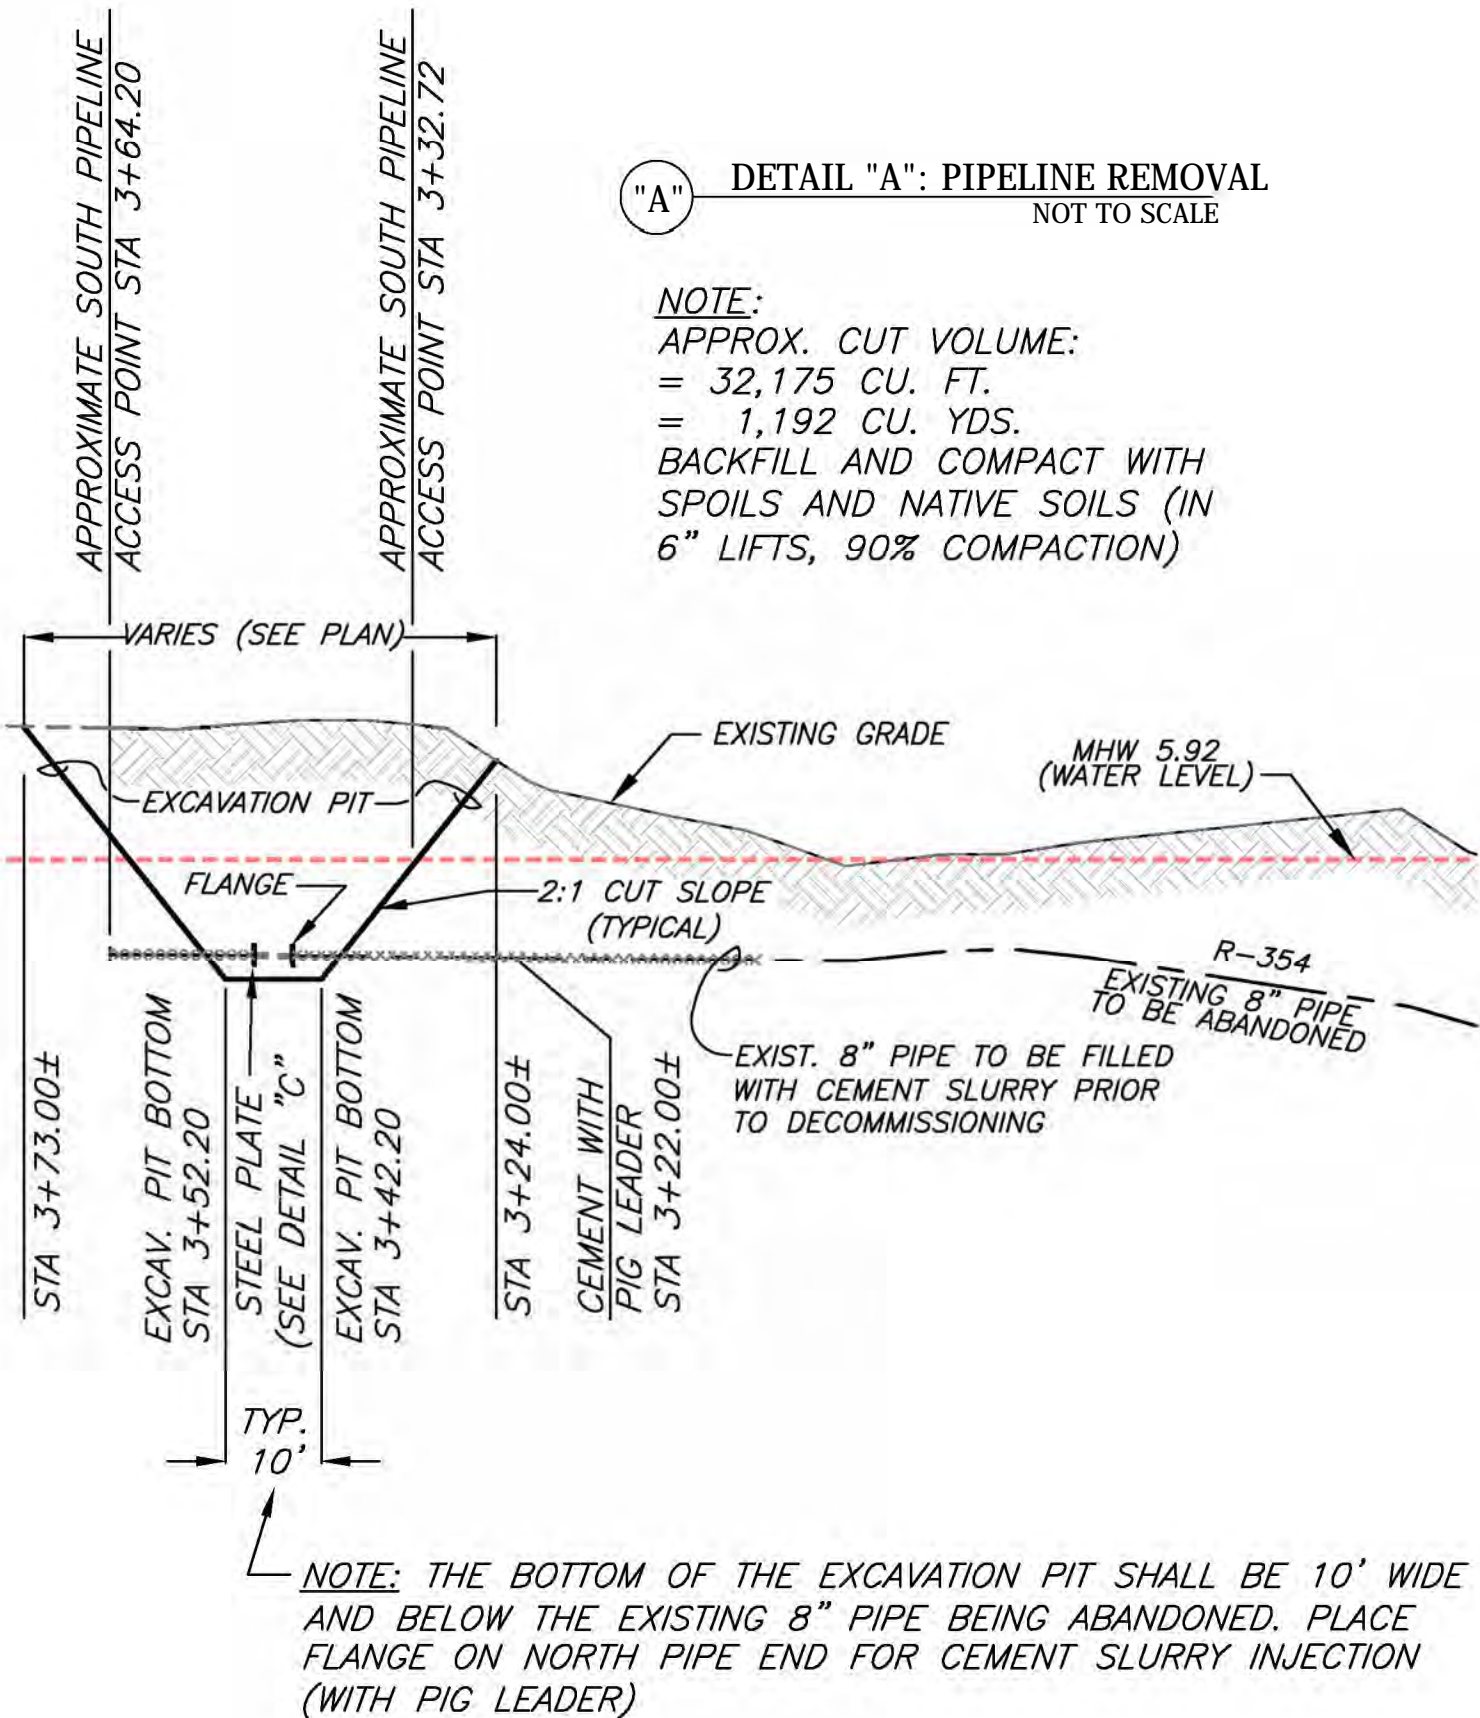 APPROXIMATE SOUTH PIPELINE
ACCESS POINT STA 3+64.20
APPROXIMATE SOUTH PIPELINE
ACCESS POINT STA 3+32.72
"A"
DETAIL "A": PIPELINE REMOVAL
NOT TO SCALE
NOTE:
APPROX. CUT VOLUME:
= 32,175 CU. FT.
= 1,192 CU. YDS.
BACKFILL AND COMPACT WITH
SPOILS AND NATIVE SOILS (IN
6" LIFTS, 90% COMPACTION)
VARIES (SEE PLAN)
EXISTING GRADE
MHW 5.92
(WATER LEVEL)
EXCAVATION PIT
FLANGE
2:1 CUT SLOPE
(TYPICAL)
R-354
EXISTING 8" PIPE
TO BE ABANDONED
EXIST. 8" PIPE TO BE FILLED
WITH CEMENT SLURRY PRIOR
TO DECOMMISSIONING
STA 3+73.00±
EXCAV. PIT BOTTOM
STA 3+52.20
STEEL PLATE
(SEE DETAIL "C")
EXCAV. PIT BOTTOM
STA 3+42.20
STA 3+24.00±
CEMENT WITH
PIG LEADER
STA 3+22.00±
TYP.
10'
NOTE: THE BOTTOM OF THE EXCAVATION PIT SHALL BE 10' WIDE
AND BELOW THE EXISTING 8" PIPE BEING ABANDONED. PLACE
FLANGE ON NORTH PIPE END FOR CEMENT SLURRY INJECTION
(WITH PIG LEADER)